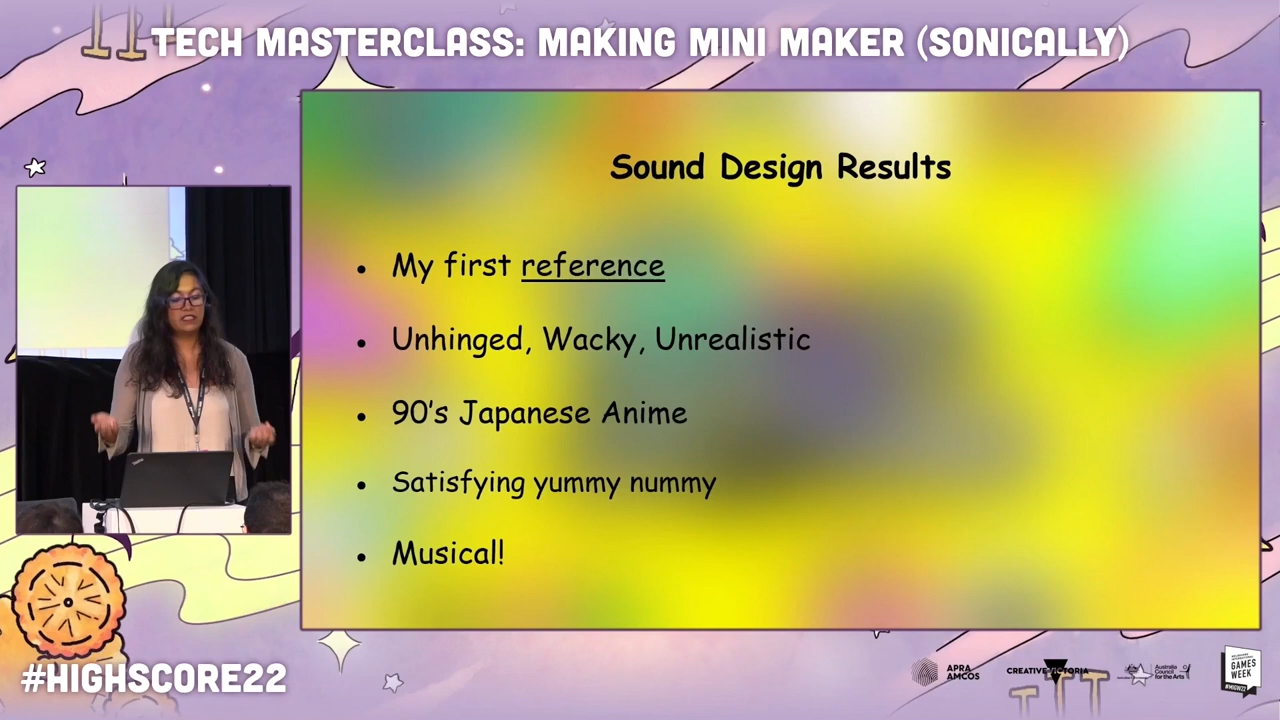 TECH MASTERCLASS: MAKING MINI MAKER (SONICALLY)
Sound Design Results
• My first reference
• Unhinged, Wacky, Unrealistic
• 90's Japanese Anime
• Satisfying yummy nummy
• Musical!
#HIGHSCORE22
APRA
AMCOS
CREATIVE VICTORIA
Australia
Council
for the Arts
GAMES
WEEK